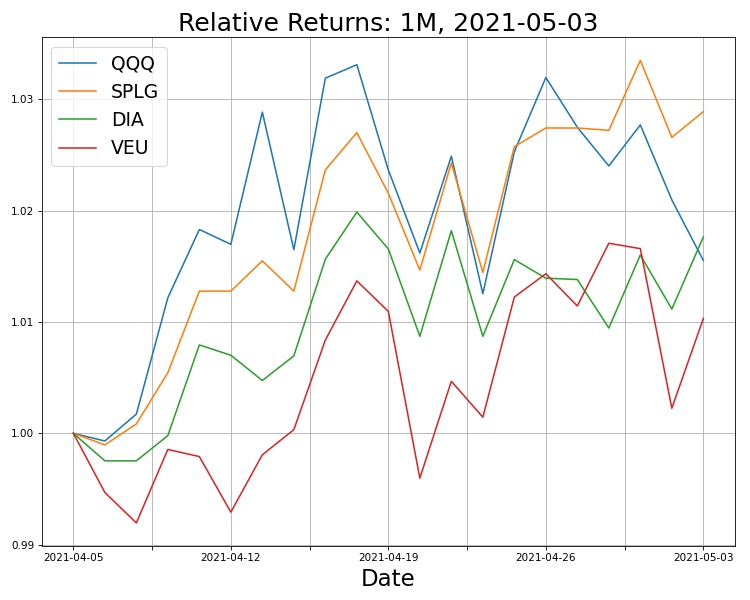 Relative Returns: 1M, 2021-05-03
QQQ
SPLG
DIA
VEU
1.03
1.02
1.01
1.00
0.99
2021-04-05 2021-04-12 2021-04-19 2021-04-26 2021-05-03
Date